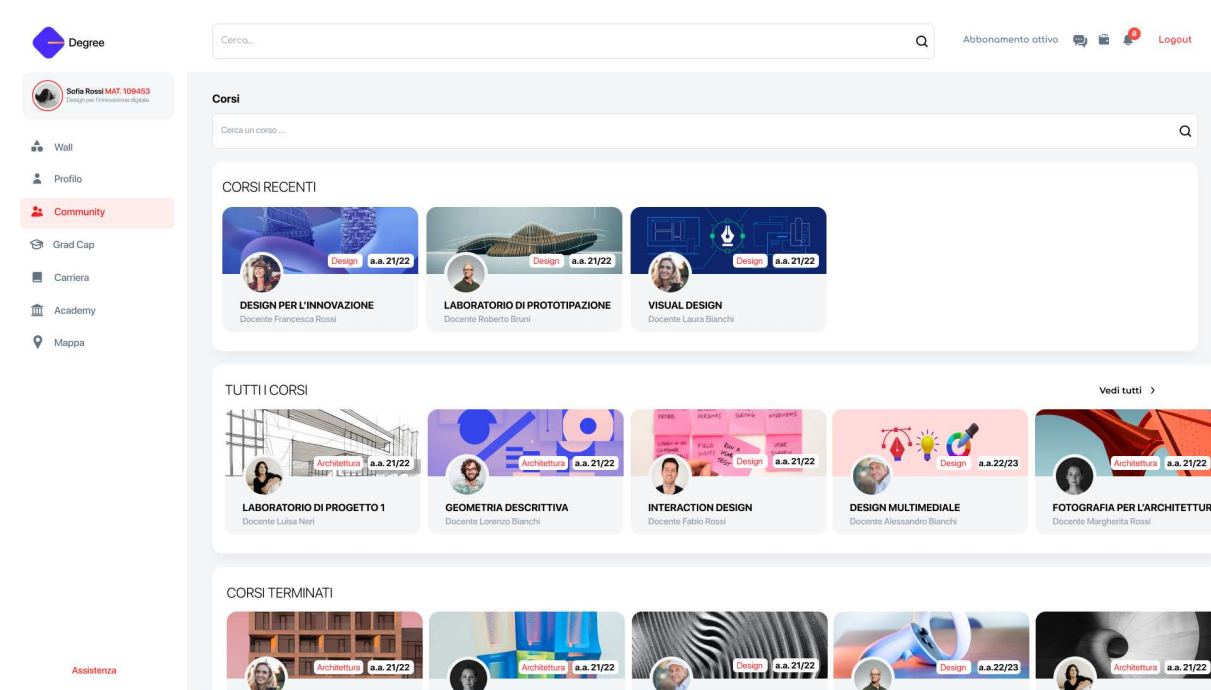 Degree
Cerca...
Abbonamento attivo
8
Logout
Sofia Rossi MAT. 109453
Design per l'innovazione digitale
Wall
Profilo
Community
Grad Cap
Carriera
Academy
Mappa
Assistenza
Corsi
Cerca un corso ...
CORSI RECENTI
Design a.a. 21/22
DESIGN PER L'INNOVAZIONE
Docente Francesca Rossi
Design a.a. 21/22
LABORATORIO DI PROTOTIPAZIONE
Docente Roberto Bruni
Design a.a. 21/22
VISUAL DESIGN
Docente Laura Bianchi
TUTTI I CORSI
Vedi tutti
Architettura a.a. 21/22
LABORATORIO DI PROGETTO 1
Docente Luisa Neri
Architettura a.a. 21/22
GEOMETRIA DESCRITTIVA
Docente Lorenzo Bianchi
PERSONAS
FIELD
VISITS
RUN A
TEST
USER
Design a.a. 21/22
INTERACTION DESIGN
Docente Fabio Rossi
Design a.a.22/23
DESIGN MULTIMEDIALE
Docente Alessandro Bianchi
Architettura a.a. 21/22
FOTOGRAFIA PER L'ARCHITETTUR
Docente Margherita Rossi
CORSI TERMINATI
Architettura a.a. 21/22
Architettura a.a. 21/22
Design a.a. 21/22
Design a.a.22/23
Architettura a.a. 21/22